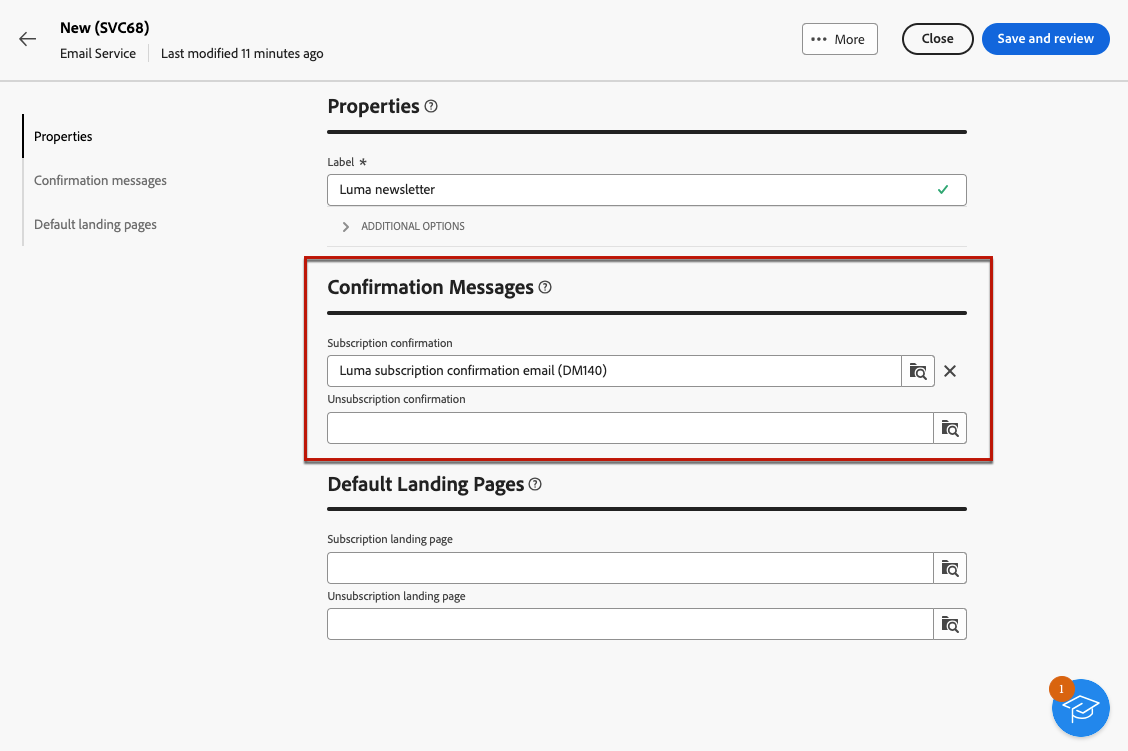 New (SVC68)
Email Service
Last modified 11 minutes ago
More
Close
Save and review
Properties
Confirmation messages
Default landing pages
Properties
Label *
Luma newsletter
ADDITIONAL OPTIONS
Confirmation Messages
Subscription confirmation
Luma subscription confirmation email (DM140)
Unsubscription confirmation
Default Landing Pages
Subscription landing page
Unsubscription landing page
1